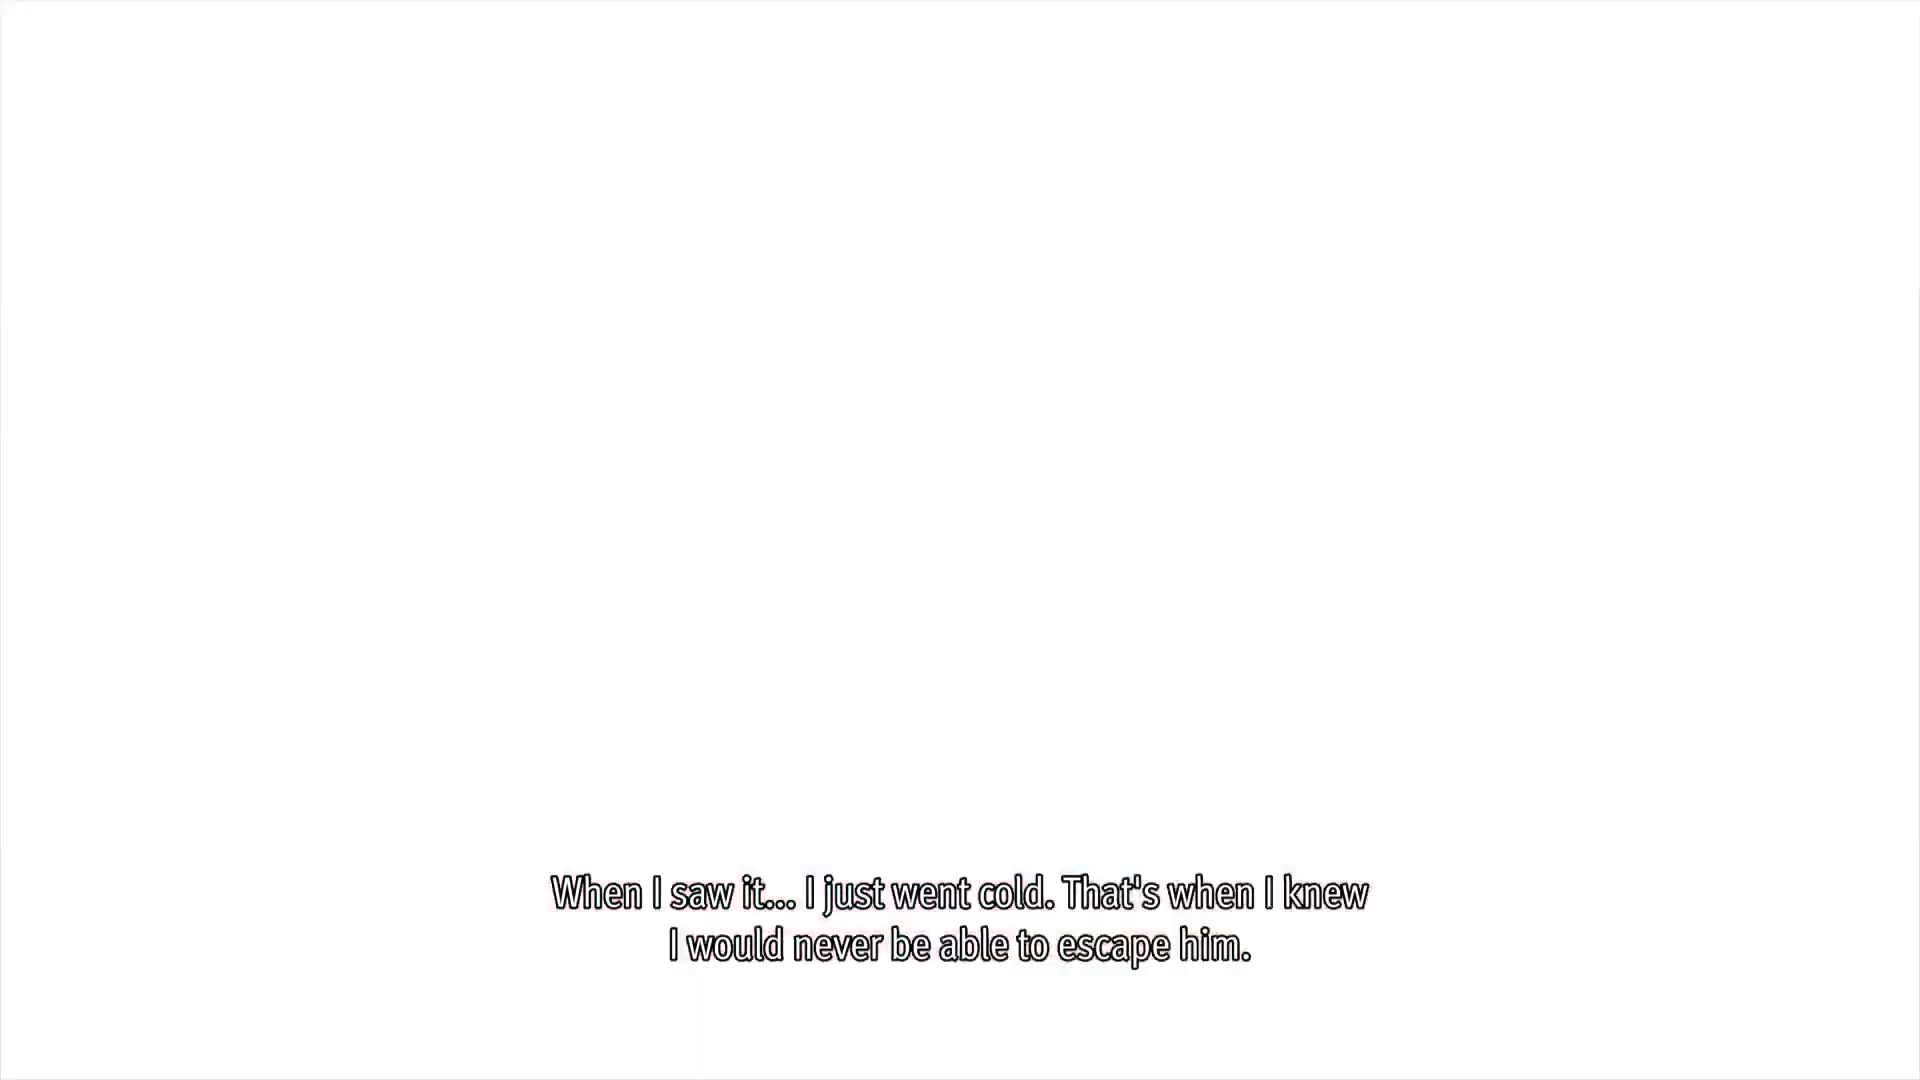 When I saw it... I just went cold. That's when I knew
I would never be able to escape him.